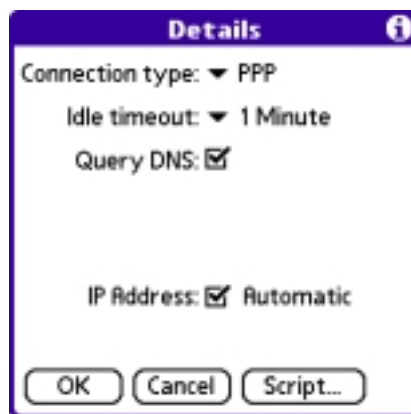 Details
Connection type: PPP
Idle timeout: 1 Minute
Query DNS:
IP Address: Automatic
OK Cancel Script...